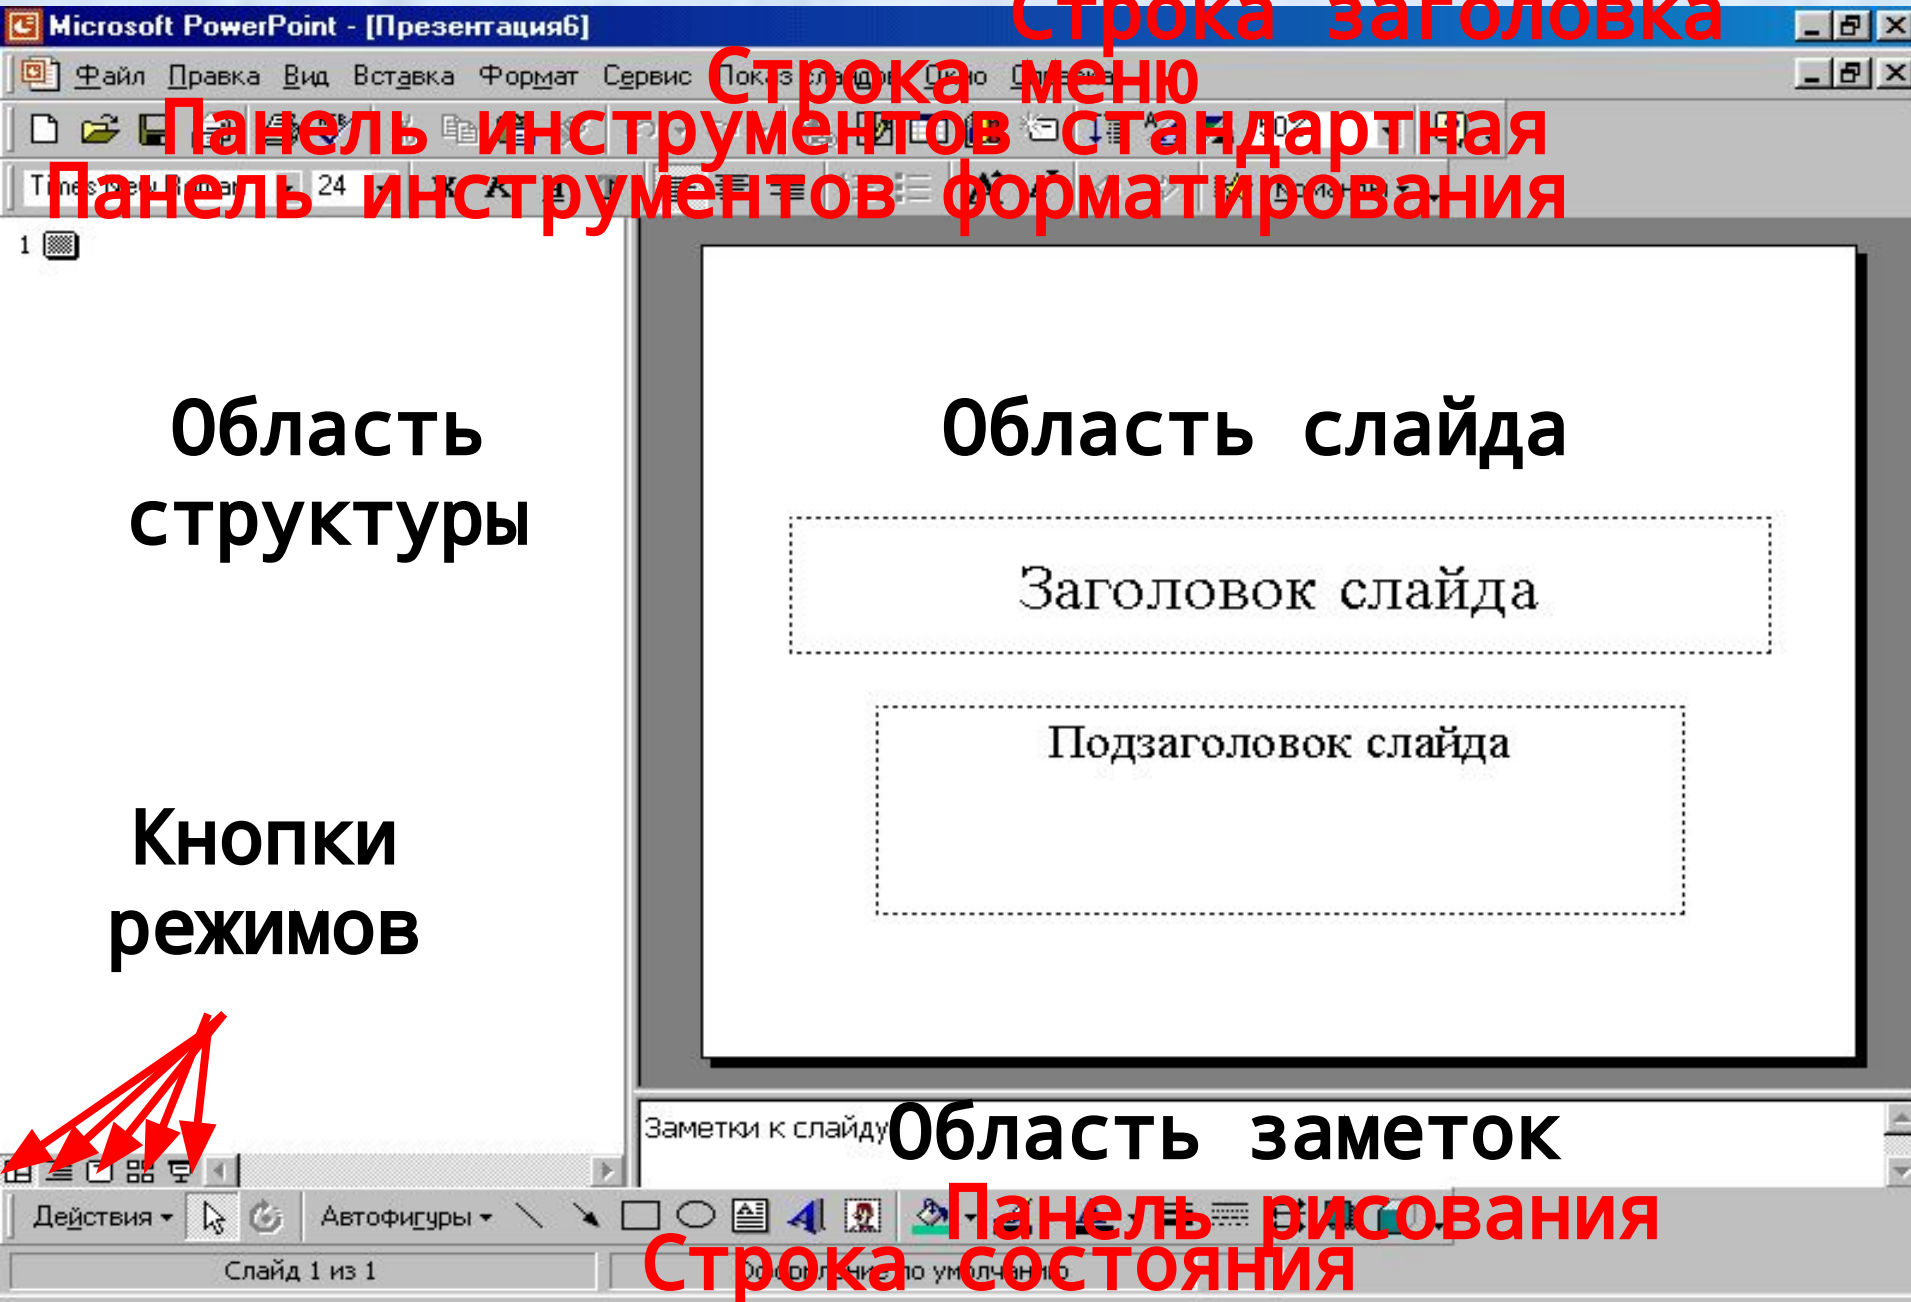 Microsoft PowerPoint - [Презентация6]
Строка заголовка
Файл Правка Вид Вставка Формат Сервис
Строка меню
Панель инструментов стандартная
24
Панель инструментов форматирования
1
Область
структуры
Область слайда
Заголовок слайда
Подзаголовок слайда
Кнопки
режимов
Заметки к слайду
Область заметок
Действия Автофигуры
Панель рисования
Слайд 1 из 1
Строка состояния